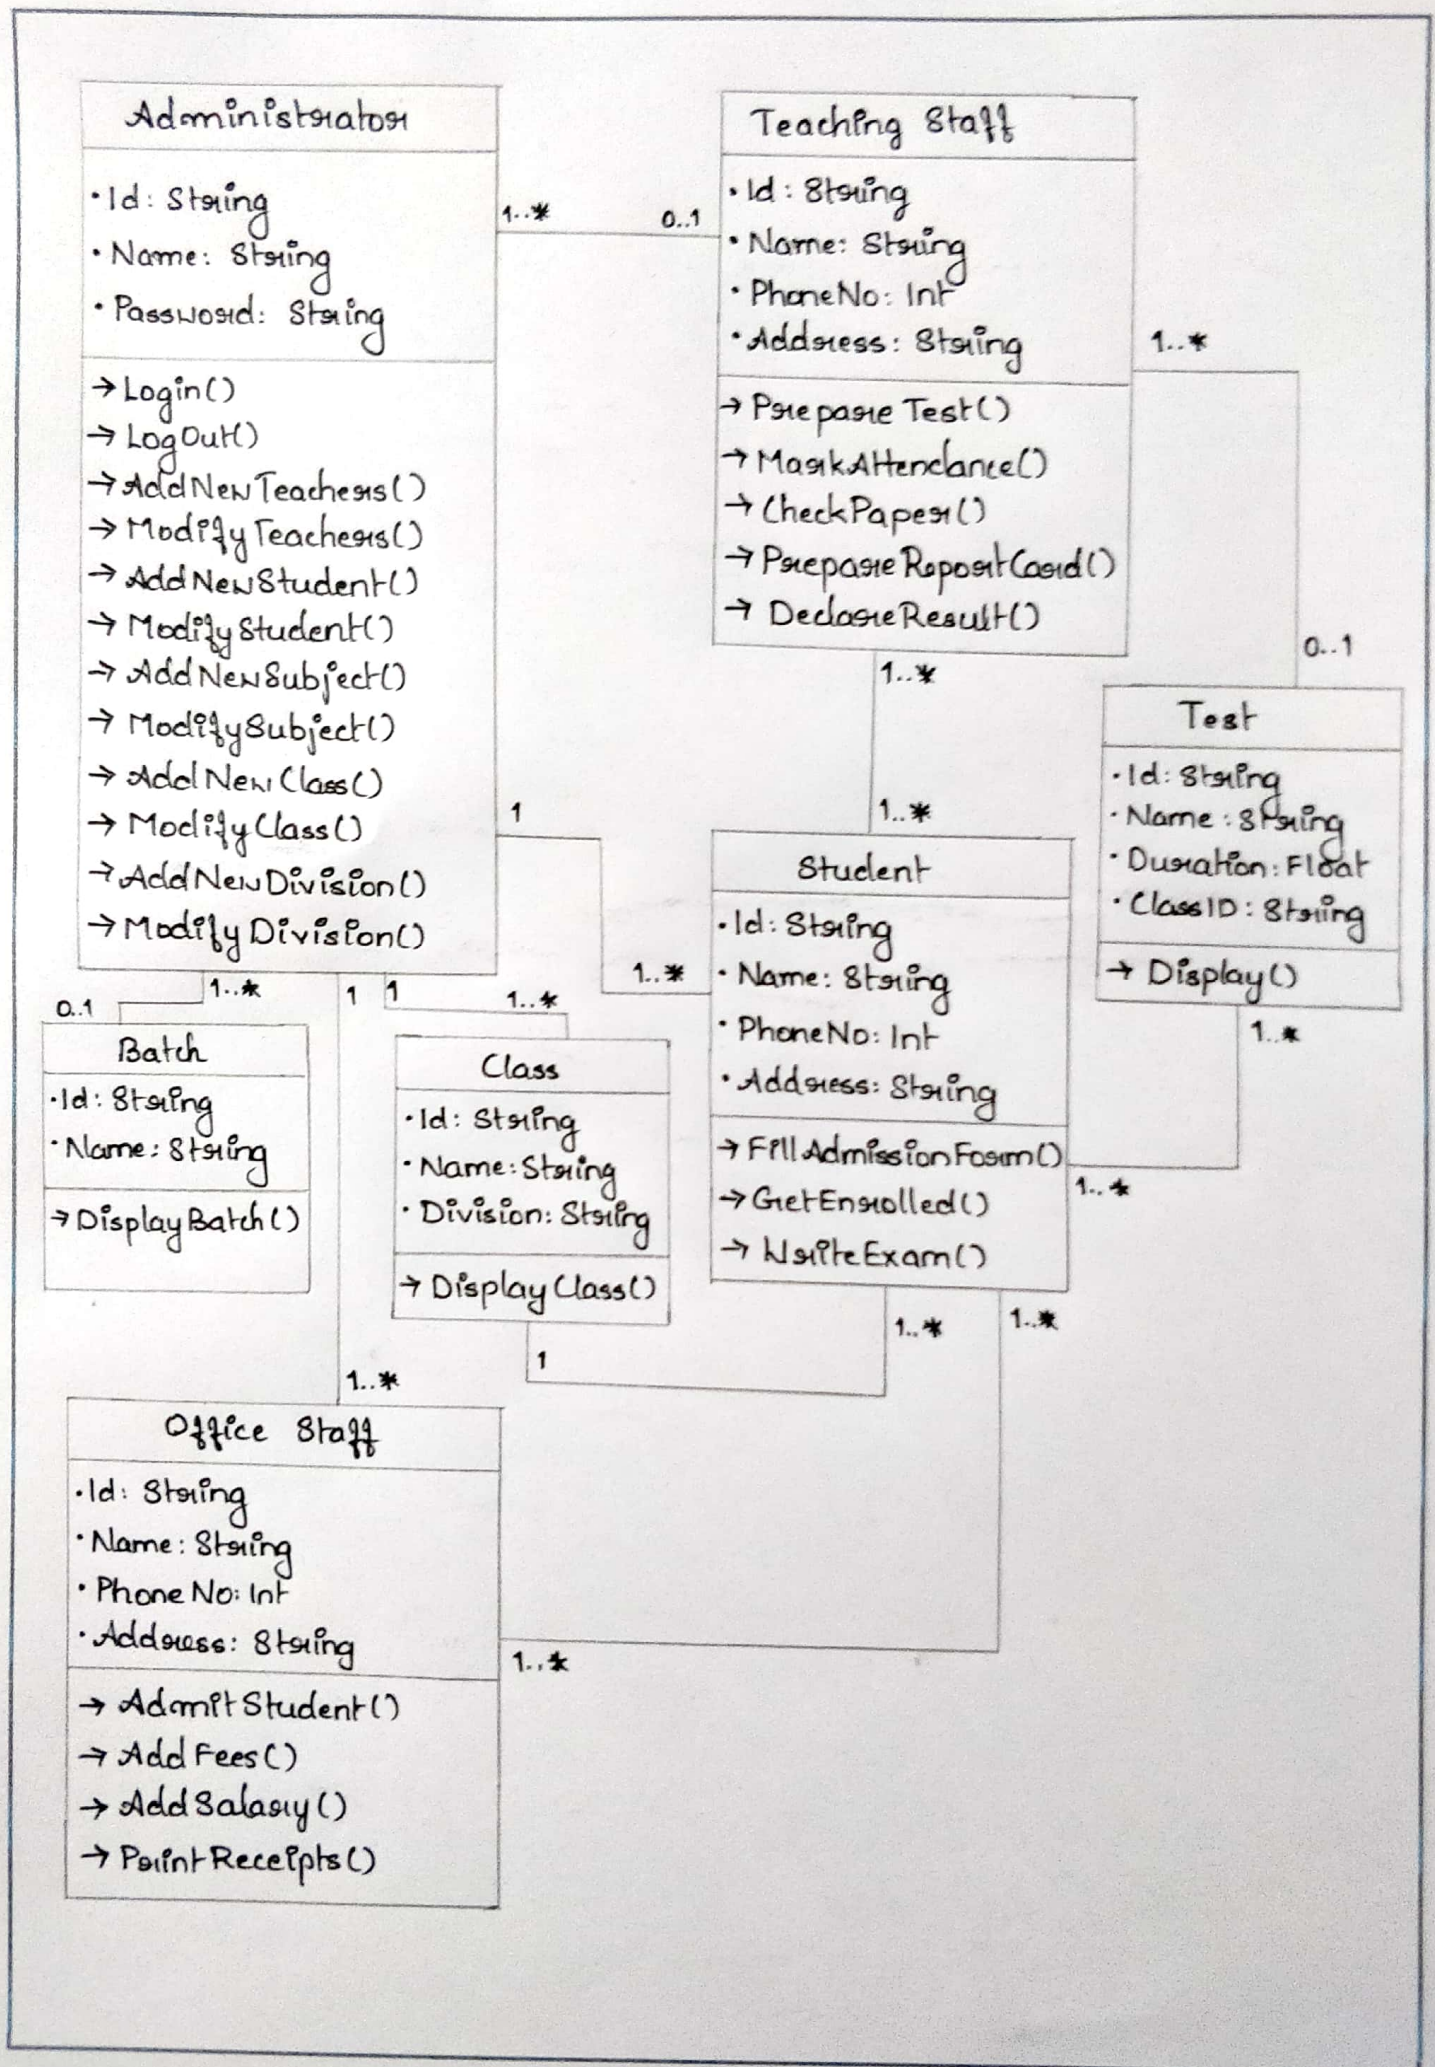 Administrator
· Id: String
· Name: String
· Password: String
→ Login()
→ LogOut()
→ AddNewTeachers()
→ ModifyTeachers()
→ AddNewStudent()
→ ModifyStudent()
→ AddNewSubject()
→ ModifySubject()
→ AddNewClass()
→ ModifyClass()
→ AddNewDivision()
→ ModifyDivision()
1..*
0..1
Teaching Staff
· Id: String
· Name: String
· PhoneNo: Int
· Address: String
→ Prepare Test()
→ MarkAttendance()
→ CheckPaper()
→ PrepareReportCard()
→ DeclareResult()
1..*
0..1
1..*
1..*
Test
· Id: String
· Name: String
· Duration: Float
· ClassID: String
→ Display()
1..*
1..*
1
1..*
Student
· Id: String
· Name: String
· PhoneNo: Int
· Address: String
→ FillAdmissionForm()
→ GetEnrolled()
→ WriteExam()
1..*
1..*
0..1
1..*
1
1
1..*
Batch
· Id: String
· Name: String
→ DisplayBatch()
Class
· Id: String
· Name: String
· Division: String
→ DisplayClass()
1
1..*
Office Staff
· Id: String
· Name: String
· PhoneNo: Int
· Address: String
→ AdmitStudent()
→ AddFees()
→ AddSalary()
→ PrintReceipts()
1..*